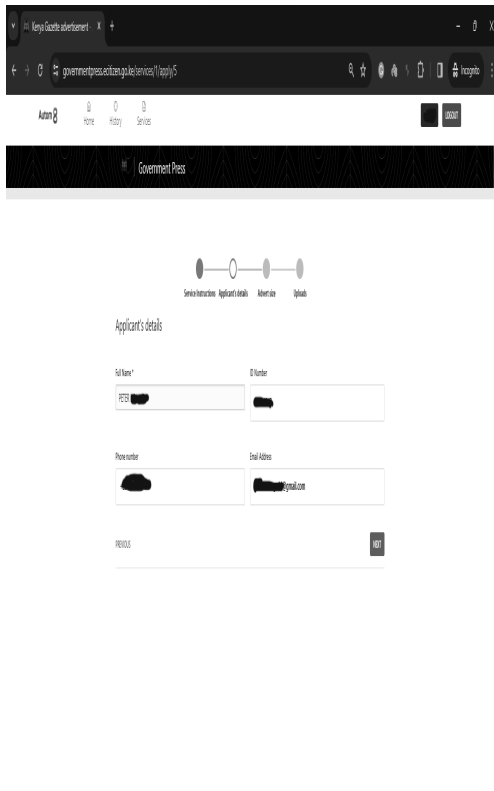 Kenya Gazette advertisement -
governmentpress.ecitizen.go.ke/services/1/apply/5
Incognito
Autom8
Home History Services
LOGOUT
Government Press
Service Instructions Applicant's details Advert size Uploads
Applicant's details
Full Name * ID Number
PETER
Phone number Email Address
@gmail.com
PREVIOUS NEXT